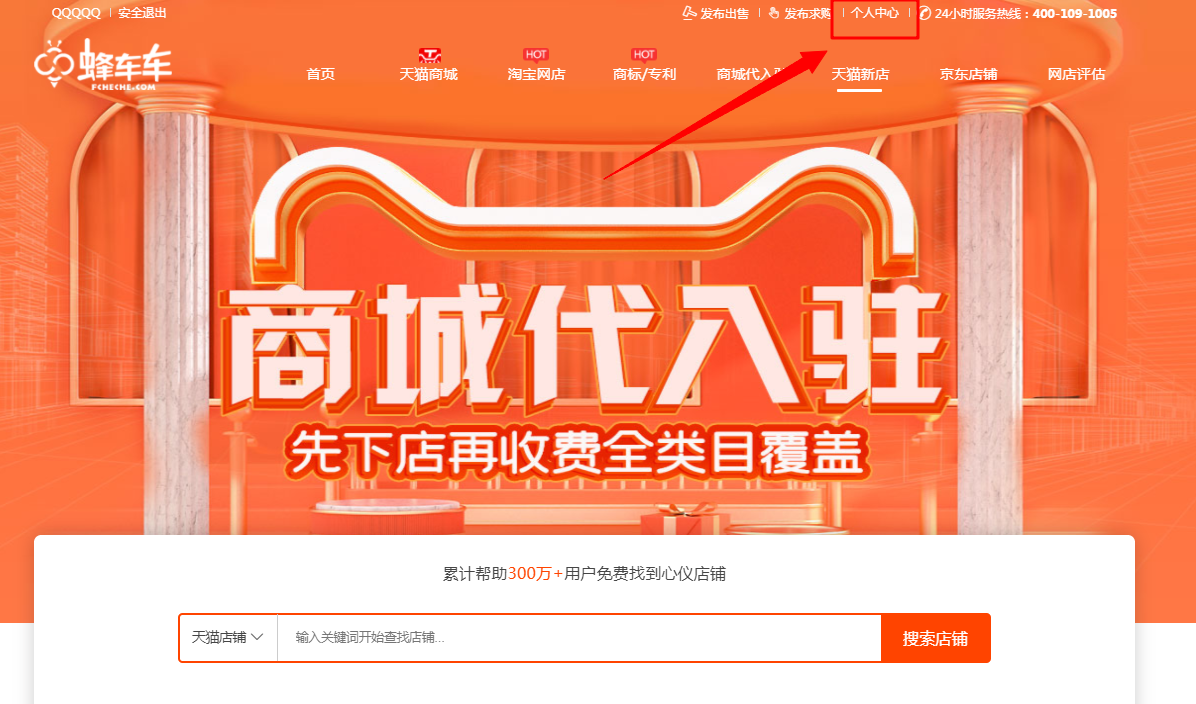 QQQQQ 安全退出 发布出售 发布求购 个人中心 24小时服务热线：400-109-1005
蜂车车
FCHECHE.COM
HOT HOT
首页 天猫商城 淘宝网店 商标/专利 商城代入驻 天猫新店 京东店铺 网店评估
商城代入驻
先下店再收费全类目覆盖
累计帮助300万+用户免费找到心仪店铺
天猫店铺 输入关键词开始查找店铺... 搜索店铺